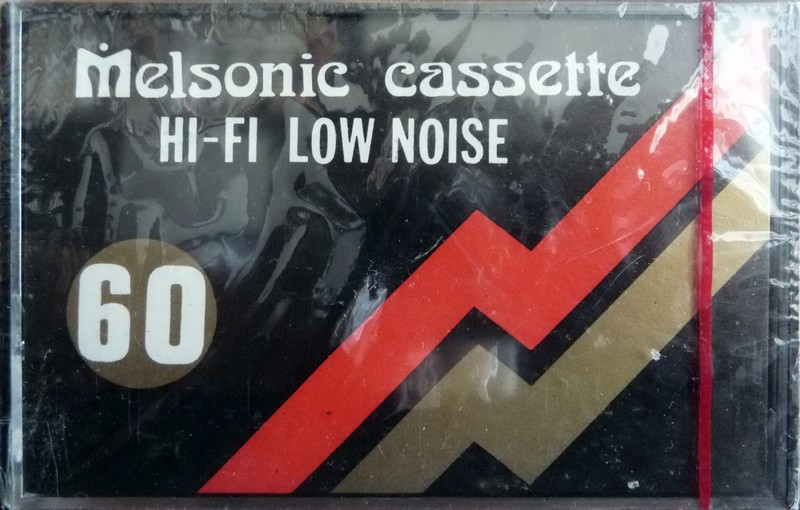 Melsonic cassette
HI-FI LOW NOISE
60